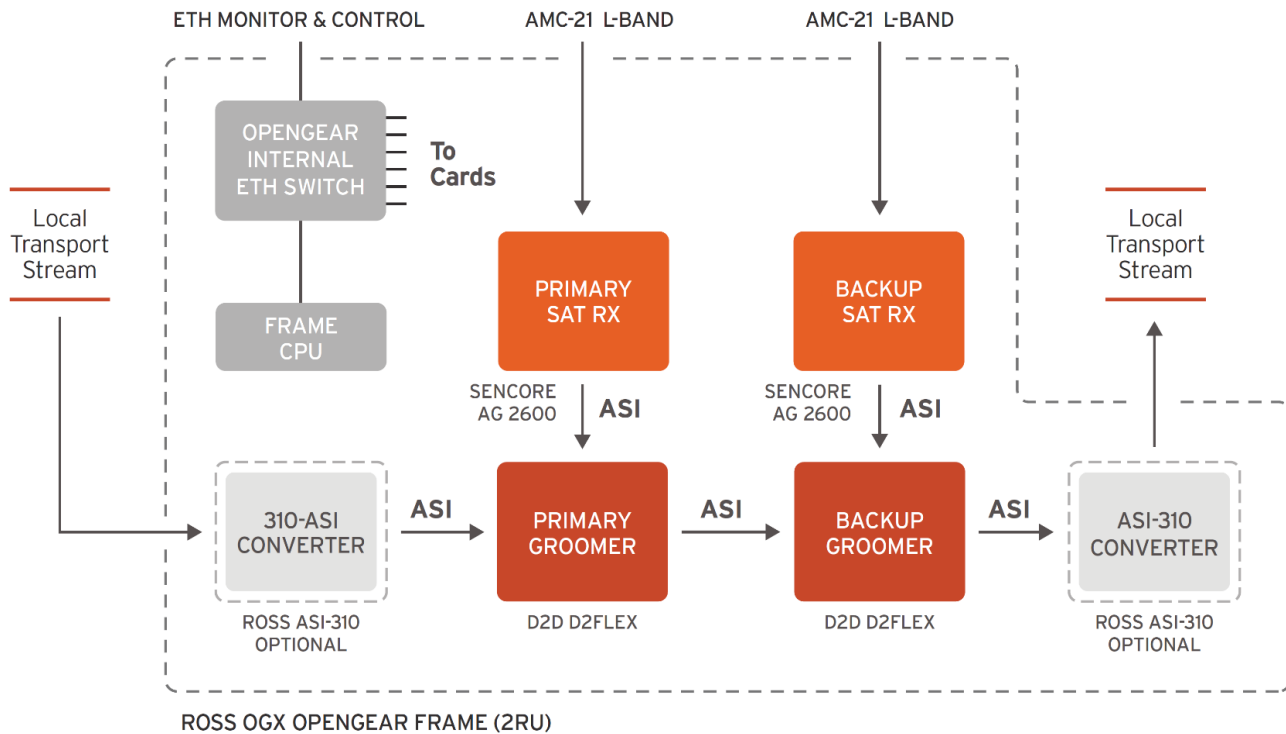 ETH MONITOR & CONTROL
AMC-21 L-BAND
AMC-21 L-BAND
OPENGEAR
INTERNAL
ETH SWITCH
To
Cards
Local
Transport
Stream
Local
Transport
Stream
PRIMARY
SAT RX
BACKUP
SAT RX
FRAME
CPU
SENCORE
AG 2600
ASI
SENCORE
AG 2600
ASI
310-ASI
CONVERTER
ASI
PRIMARY
GROOMER
ASI
BACKUP
GROOMER
ASI
ASI-310
CONVERTER
ROSS ASI-310
OPTIONAL
D2D D2FLEX
D2D D2FLEX
ROSS ASI-310
OPTIONAL
ROSS OGX OPENGEAR FRAME (2RU)